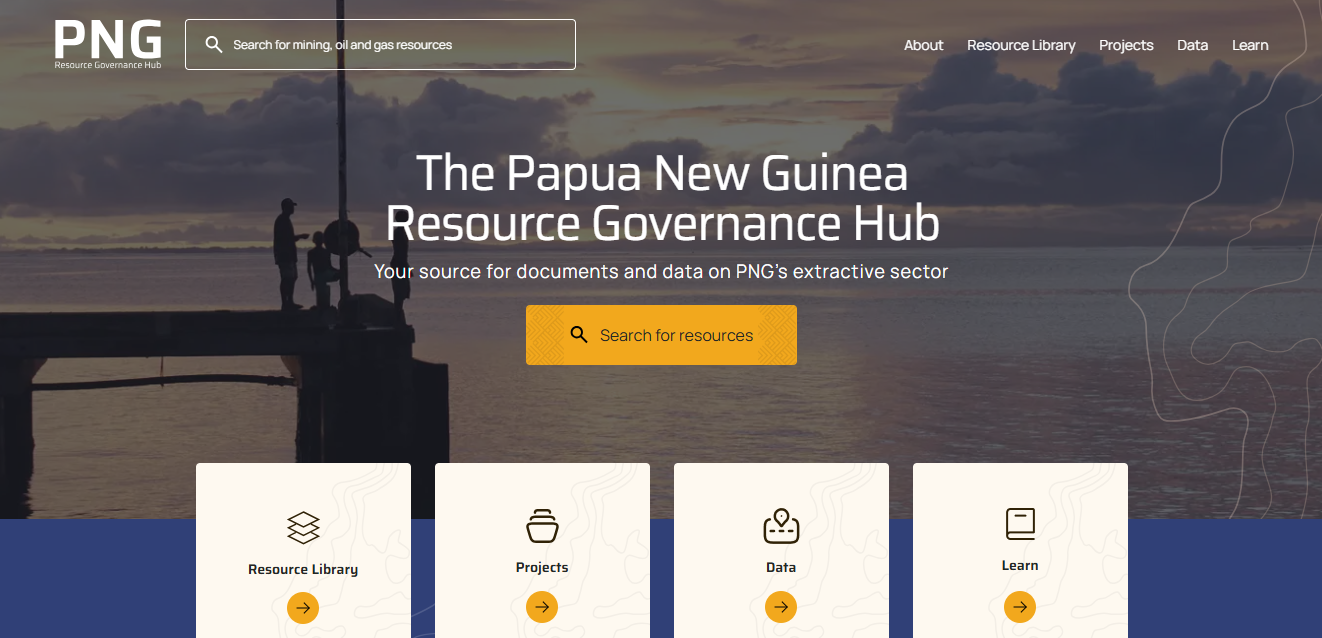 PNG
Resource Governance Hub
Search for mining, oil and gas resources
About
Resource Library
Projects
Data
Learn
The Papua New Guinea
Resource Governance Hub
Your source for documents and data on PNG's extractive sector
Search for resources
Resource Library
Projects
Data
Learn